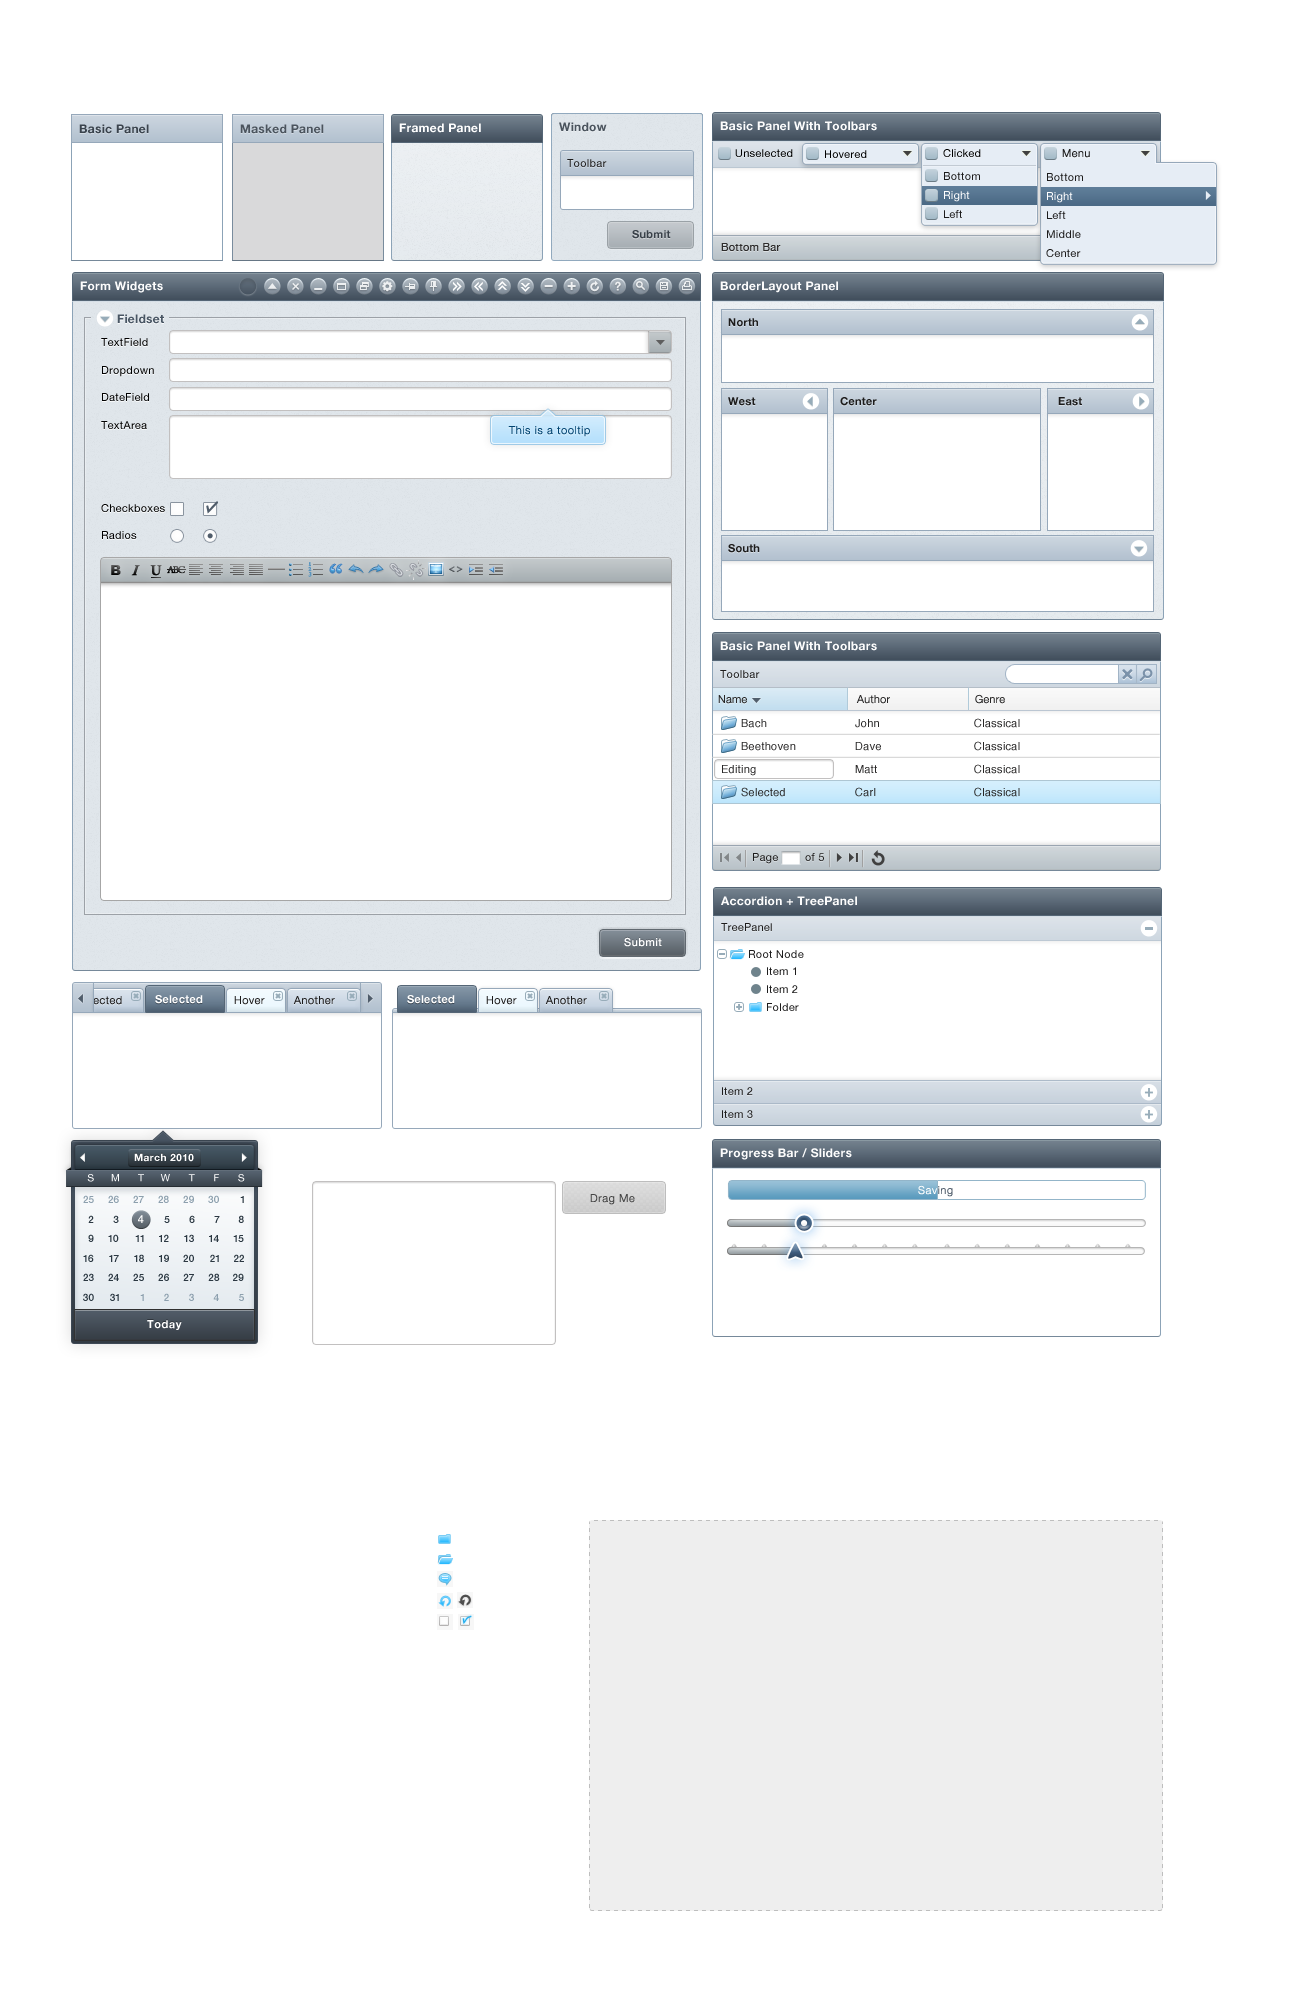 Basic Panel
Masked Panel
Framed Panel
Window
Toolbar
Submit
Basic Panel With Toolbars
Unselected
Hovered
Clicked
Menu
Bottom
Right
Left
Bottom
Right
Left
Middle
Center
Bottom Bar
Form Widgets
Fieldset
TextField
Dropdown
DateField
This is a tooltip
TextArea
Checkboxes
Radios
B I U ABC
Submit
BorderLayout Panel
North
West
Center
East
South
Basic Panel With Toolbars
Toolbar
Name Author Genre
Bach John Classical
Beethoven Dave Classical
Editing Matt Classical
Selected Carl Classical
Page of 5
Accordion + TreePanel
TreePanel
Root Node
Item 1
Item 2
Folder
Item 2
Item 3
ected Selected Hover Another
Selected Hover Another
March 2010
S M T W T F S
25 26 27 28 29 30 1
2 3 4 5 6 7 8
9 10 11 12 13 14 15
16 17 18 19 20 21 22
23 24 25 26 27 28 29
30 31 1 2 3 4 5
Today
Drag Me
Progress Bar / Sliders
Saving